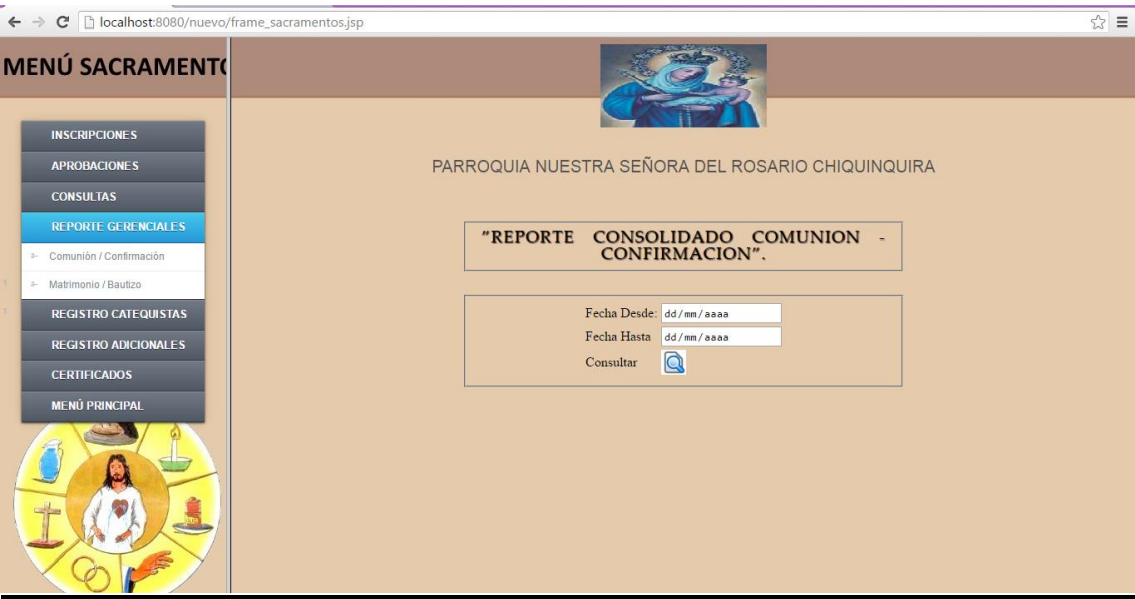 localhost:8080/nuevo/frame_sacramentos.jsp
MENÚ SACRAMENTO
INSCRIPCIONES
APROBACIONES
CONSULTAS
REPORTE GERENCIALES
Comunión / Confirmación
Matrimonio / Bautizo
REGISTRO CATEQUISTAS
REGISTRO ADICIONALES
CERTIFICADOS
MENÚ PRINCIPAL
PARROQUIA NUESTRA SEÑORA DEL ROSARIO CHIQUINQUIRA
"REPORTE CONSOLIDADO COMUNION -
CONFIRMACION".
Fecha Desde: dd/mm/aaaa
Fecha Hasta dd/mm/aaaa
Consultar